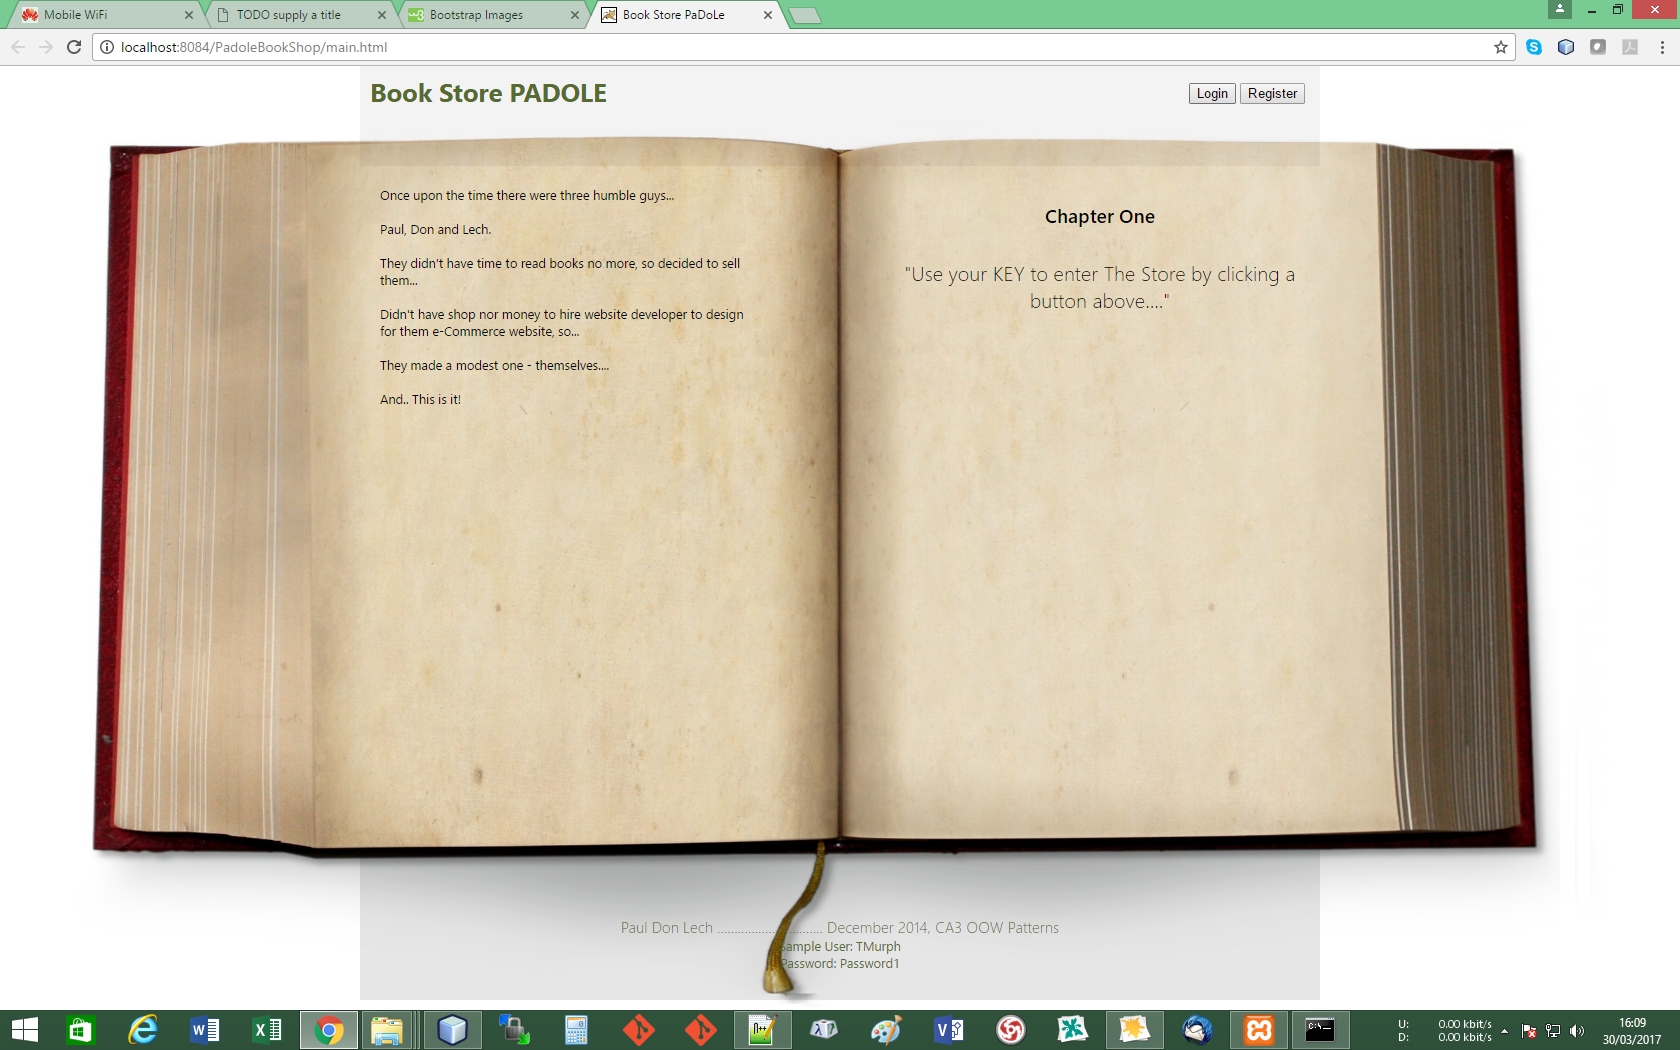 Mobile WiFi
TODO supply a title
Bootstrap Images
Book Store PaDoLe
localhost:8084/PadoleBookShop/main.html
Book Store PADOLE
Login
Register
Once upon the time there were three humble guys...
Paul, Don and Lech.
They didn't have time to read books no more, so decided to sell
them...
Didn't have shop nor money to hire website developer to design
for them e-Commerce website, so...
They made a modest one - themselves....
And.. This is it!
Chapter One
"Use your KEY to enter The Store by clicking a
button above...."
Paul Don Lech .............................. December 2014, CA3 OOW Patterns
Sample User: TMurph
Password: Password1
U: 0.00 kbit/s
D: 0.00 kbit/s
16:09
30/03/2017